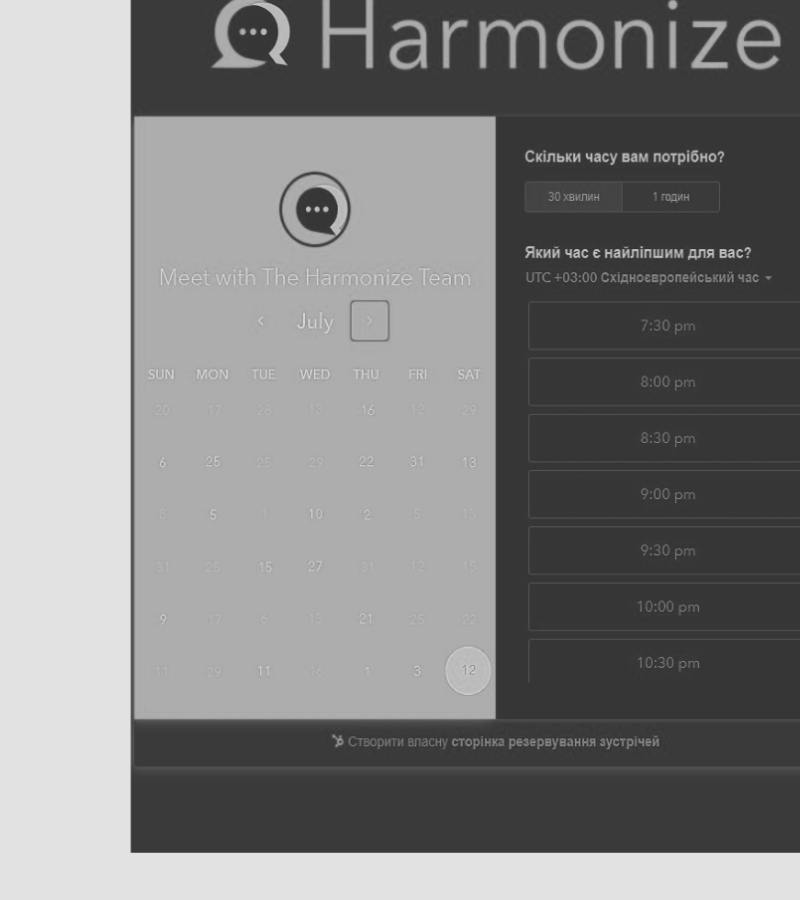 Harmonize
Meet with The Harmonize Team
July
SUN MON TUE WED THU FRI SAT
20 17 28 13 16 12 29
6 25 25 29 22 31 13
8 5 1 10 2 5 13
31 25 15 27 31 12 15
9 17 6 13 21 25 22
11 29 11 16 1 3 12
Скільки часу вам потрібно?
30 хвилин 1 годин
Який час є найліпшим для вас?
UTC +03:00 Східноєвропейський час
7:30 pm
8:00 pm
8:30 pm
9:00 pm
9:30 pm
10:00 pm
10:30 pm
Створити власну сторінка резервування зустрічей